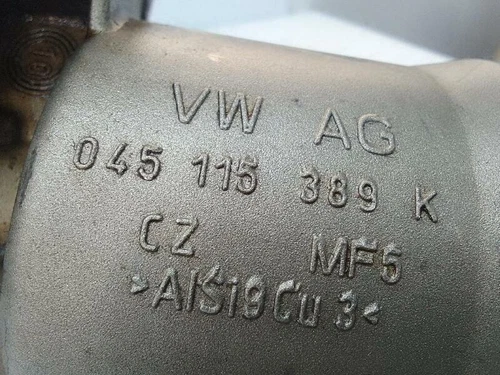 VW AG
045 115 389 K
CZ MF5
>AlSi9Cu3<